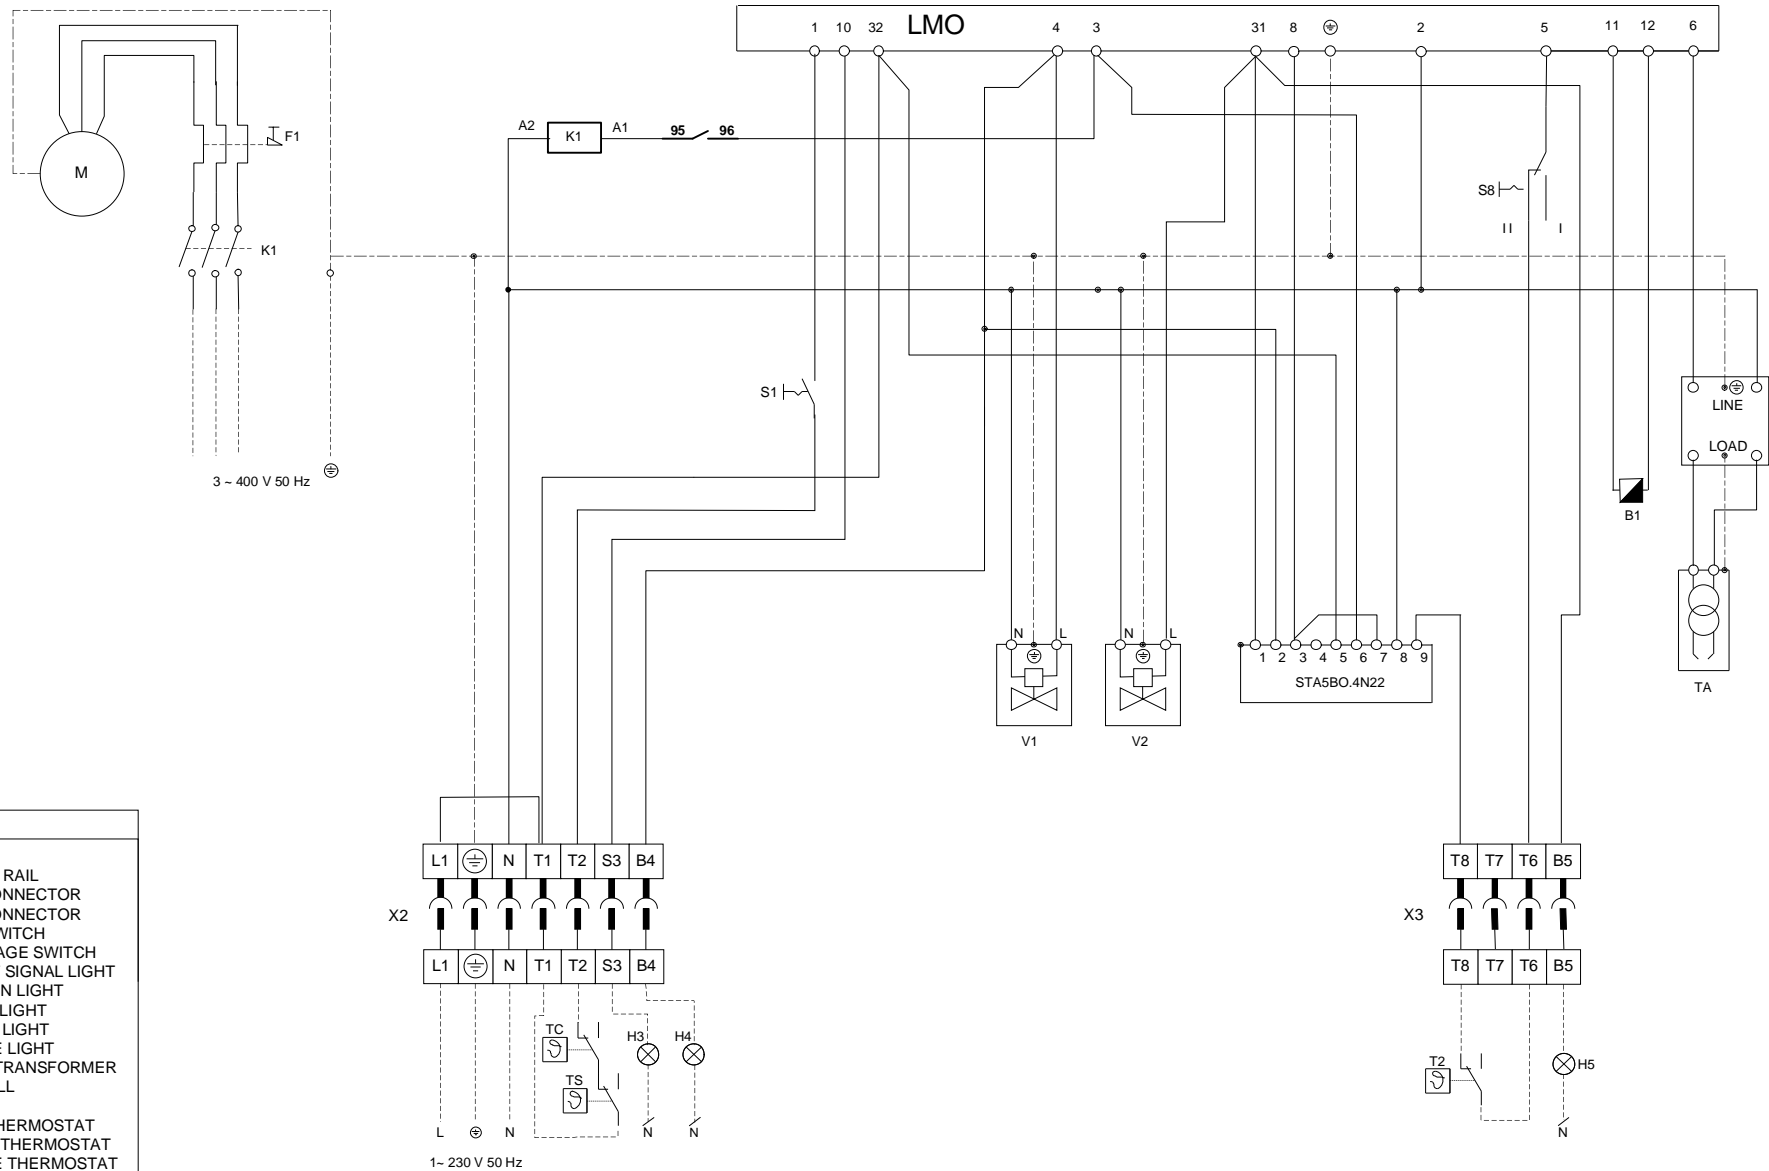 LMO
1 10 32 4 3 31 8 2 5 11 12 6
A2 K1 A1 95 96
F1
M
K1
S8
II I
S1
3 ~ 400 V 50 Hz
LINE
LOAD
B1
N L N L
1 2 3 4 5 6 7 8 9
STA5BO.4N22
V1 V2
TA
L1 N T1 T2 S3 B4
X2
L1 N T1 T2 S3 B4
T8 T7 T6 B5
X3
T8 T7 T6 B5
TC H3 H4
TS
T2 H5
L N N N N
1~ 230 V 50 Hz
RAIL
ONNECTOR
ONNECTOR
WITCH
AGE SWITCH
SIGNAL LIGHT
N LIGHT
LIGHT
LIGHT
E LIGHT
TRANSFORMER
LL
HERMOSTAT
THERMOSTAT
E THERMOSTAT